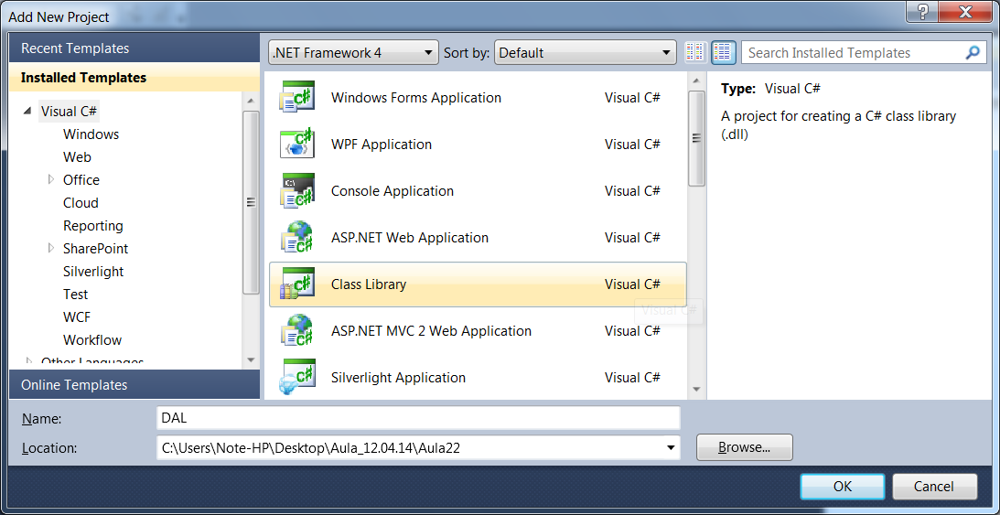 Add New Project
Recent Templates
Installed Templates
Visual C#
Windows
Web
Office
Cloud
Reporting
SharePoint
Silverlight
Test
WCF
Workflow
Other Languages
Online Templates
.NET Framework 4
Sort by: Default
Search Installed Templates
Windows Forms Application Visual C#
WPF Application Visual C#
Console Application Visual C#
ASP.NET Web Application Visual C#
Class Library Visual C#
Visual C#
ASP.NET MVC 2 Web Application Visual C#
Silverlight Application Visual C#
Type: Visual C#
A project for creating a C# class library
(.dll)
Name: DAL
Location: C:\Users\Note-HP\Desktop\Aula_12.04.14\Aula22
Browse...
OK Cancel